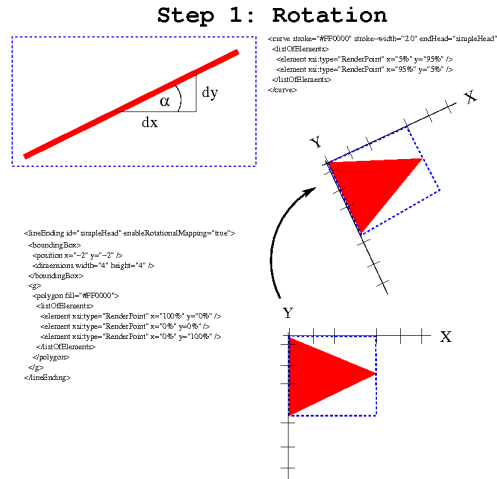 Step 1: Rotation
<curve stroke="#FF0000" stroke-width="2.0" endHead="simpleHead"
<listOfElements>
<element xsi:type="RenderPoint" x="5%" y="95%" />
<element xsi:type="RenderPoint" x="95%" y="5%" />
</listOfElements>
</curve>
α
dy
dx
X
Y
<lineEnding id="simpleHead" enableRotationalMapping="true">
<boundingBox>
<position x="-2" y="-2" />
<dimensions width="4" height="4" />
</boundingBox>
<g>
<polygon fill="#FF0000">
<listOfElements>
<element xsi:type="RenderPoint" x="100%" y="0%" />
<element xsi:type="RenderPoint" x="0%" y="0%" />
<element xsi:type="RenderPoint" x="0%" y="100%" />
</listOfElements>
</polygon>
</g>
</lineEnding>
Y
X